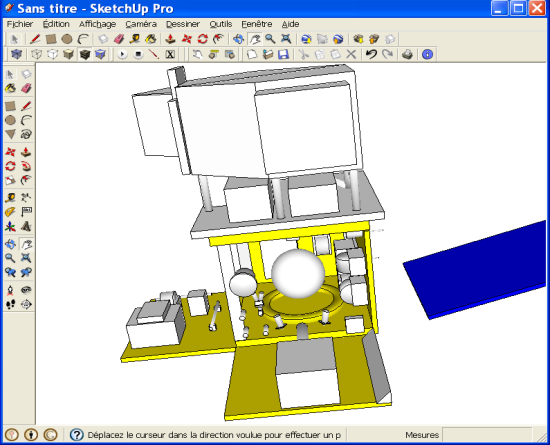 Sans titre - SketchUp Pro
Fichier Édition Affichage Caméra Dessiner Outils Fenêtre Aide
Déplacez le curseur dans la direction voulue pour effectuer un p
Mesures